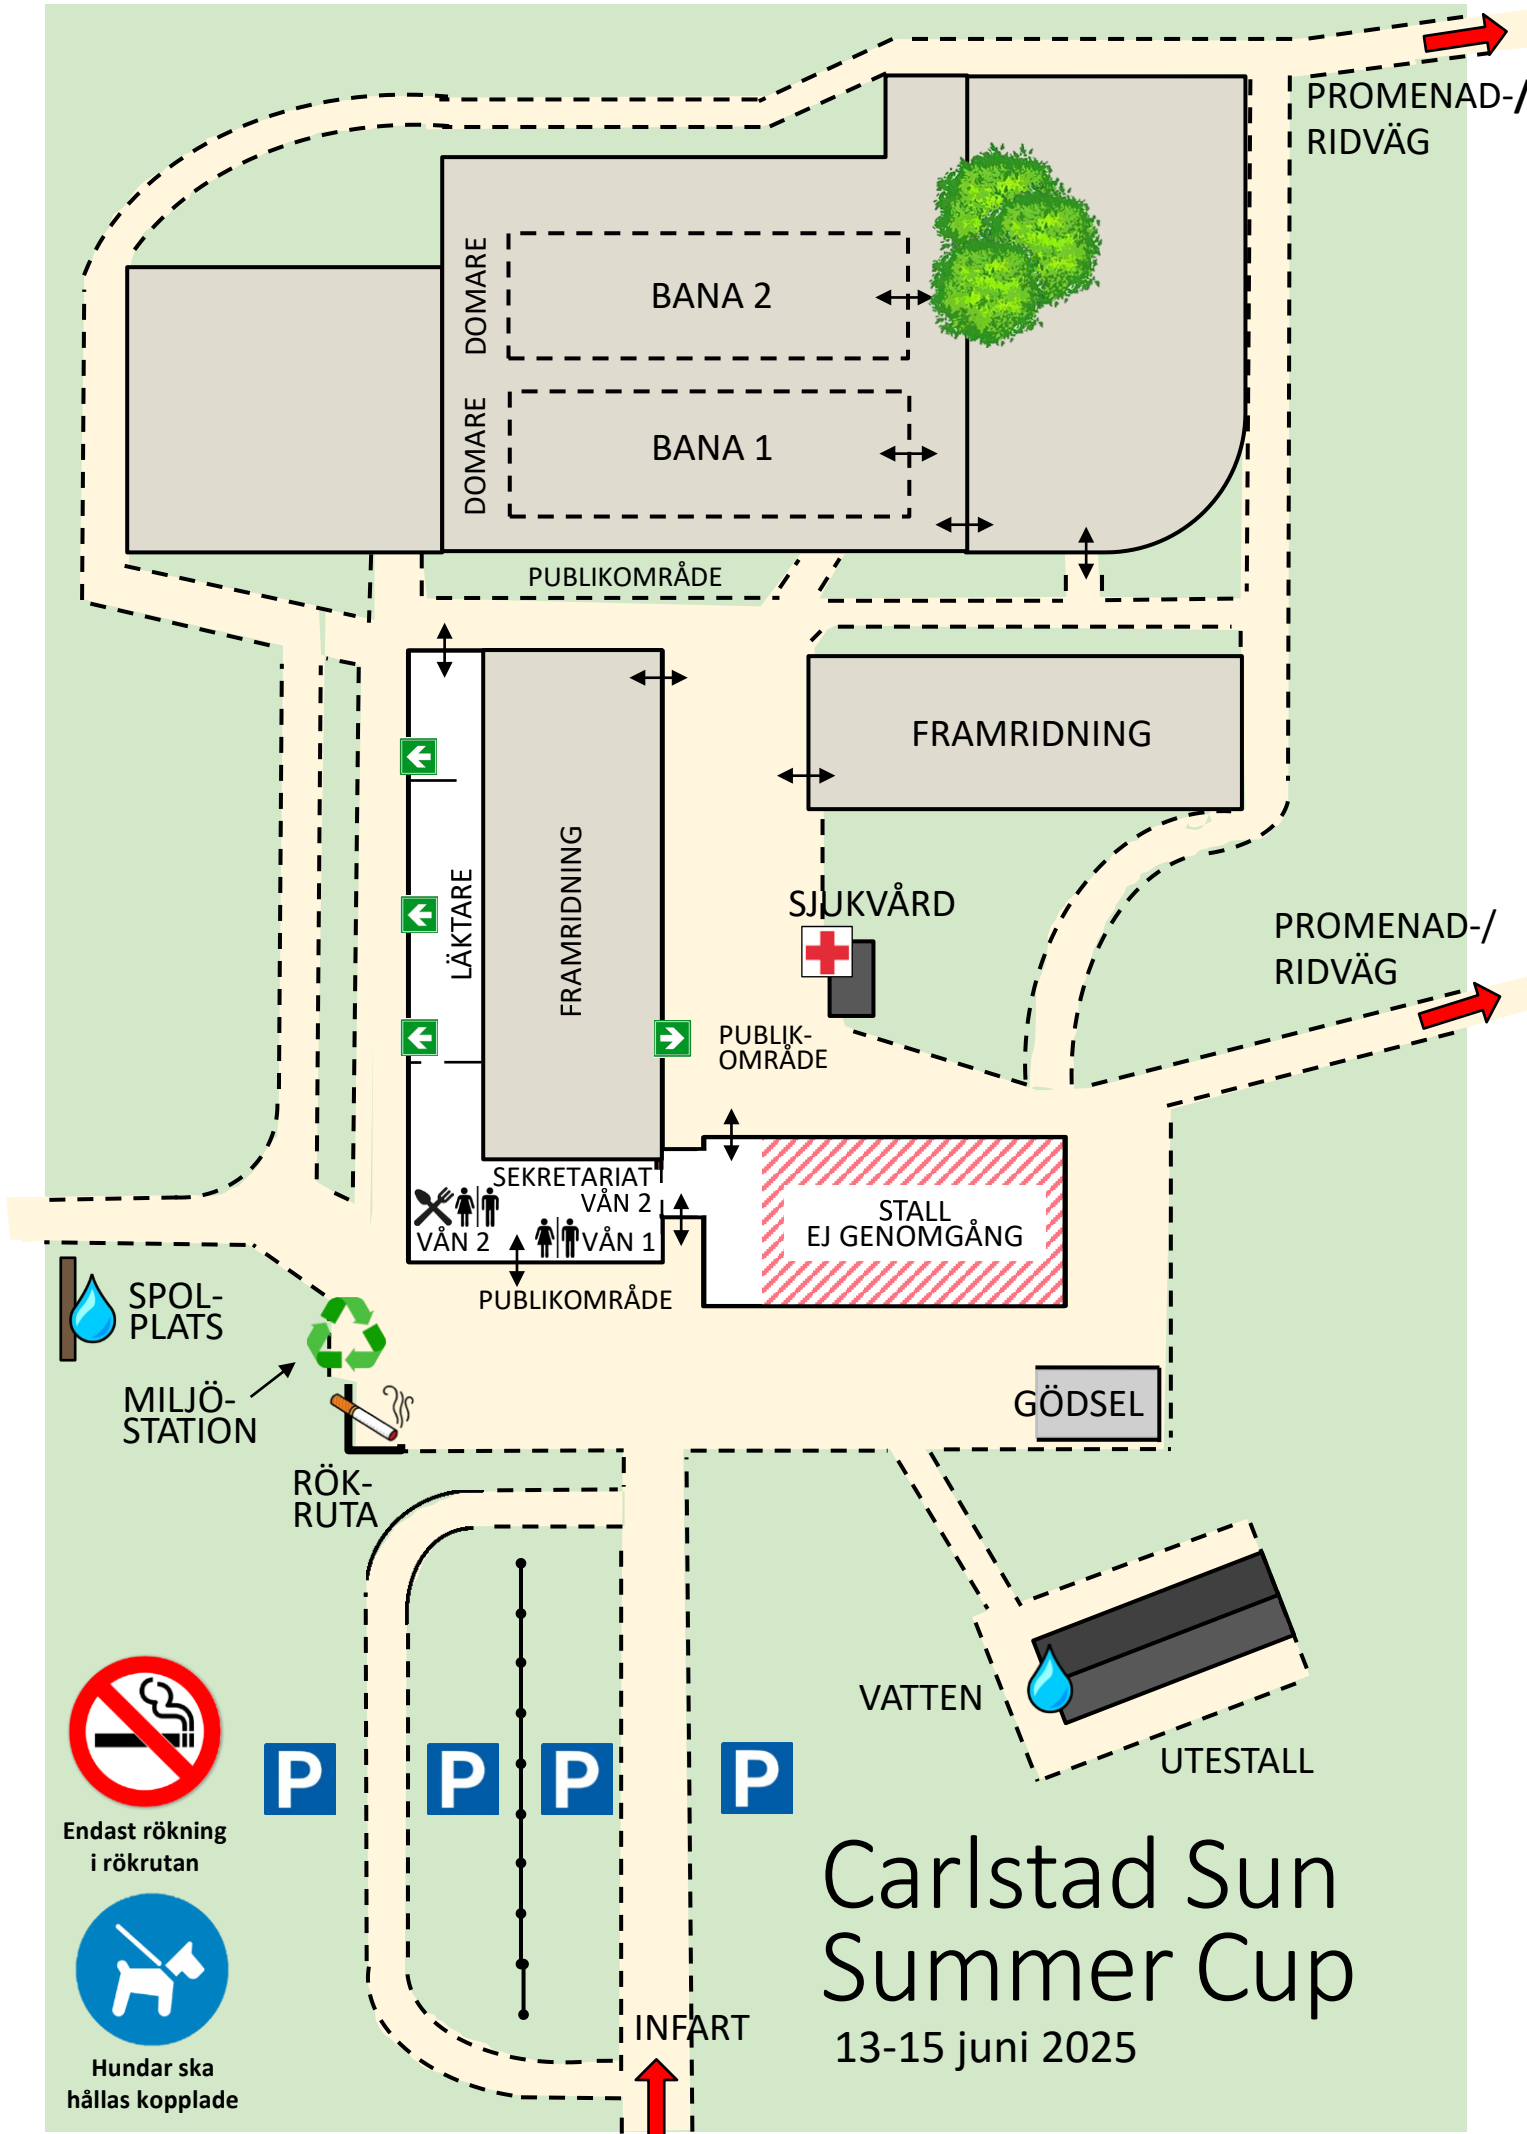 PROMENAD-/
RIDVÄG
DOMARE
BANA 2
DOMARE
BANA 1
PUBLIKOMRÅDE
FRAMRIDNING
LÄKTARE
FRAMRIDNING
SJUKVÅRD
PROMENAD-/
RIDVÄG
PUBLIK-
OMRÅDE
SEKRETARIAT
VÅN 2
VÅN 2
VÅN 1
STALL
EJ GENOMGÅNG
PUBLIKOMRÅDE
SPOL-
PLATS
MILJÖ-
STATION
GÖDSEL
RÖK-
RUTA
VATTEN
UTESTALL
P
P
P
P
Endast rökning
i rökrutan
Carlstad Sun
Summer Cup
13-15 juni 2025
INFART
Hundar ska
hållas kopplade